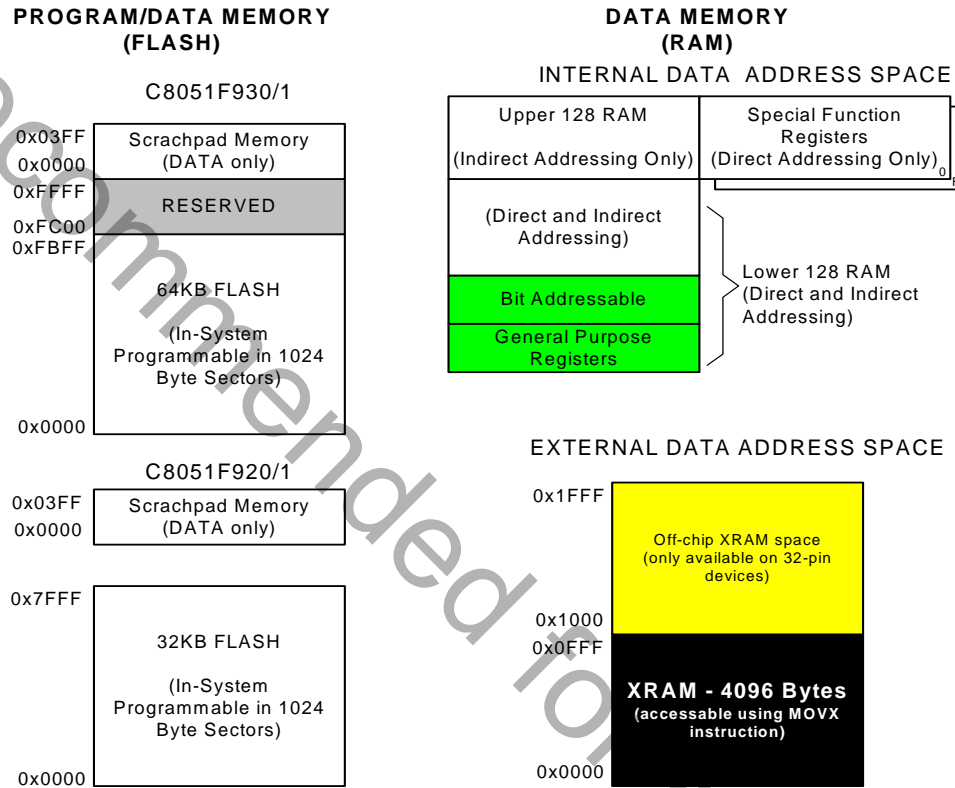 PROGRAM/DATA MEMORY
(FLASH)
C8051F930/1
0x03FF
Scrachpad Memory
(DATA only)
0x0000
0xFFFF
RESERVED
0xFC00
0xFBFF
64KB FLASH
(In-System
Programmable in 1024
Byte Sectors)
0x0000
C8051F920/1
0x03FF
Scrachpad Memory
(DATA only)
0x0000
0x7FFF
32KB FLASH
(In-System
Programmable in 1024
Byte Sectors)
0x0000
DATA MEMORY
(RAM)
INTERNAL DATA ADDRESS SPACE
Upper 128 RAM
(Indirect Addressing Only)
Special Function
Registers
(Direct Addressing Only)
0
F
(Direct and Indirect
Addressing)
Bit Addressable
General Purpose
Registers
Lower 128 RAM
(Direct and Indirect
Addressing)
EXTERNAL DATA ADDRESS SPACE
0x1FFF
Off-chip XRAM space
(only available on 32-pin
devices)
0x1000
0x0FFF
XRAM - 4096 Bytes
(accessable using MOVX
instruction)
0x0000
ecommended fo